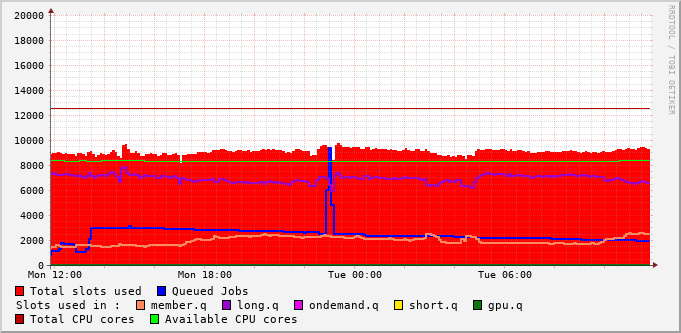 RRDTOOL / TOBI OETIKER
20000
18000
16000
14000
12000
10000
8000
6000
4000
2000
0
Mon 12:00 Mon 18:00 Tue 00:00 Tue 06:00
Total slots used Queued Jobs
Slots used in : member.q long.q ondemand.q short.q gpu.q
Total CPU cores Available CPU cores